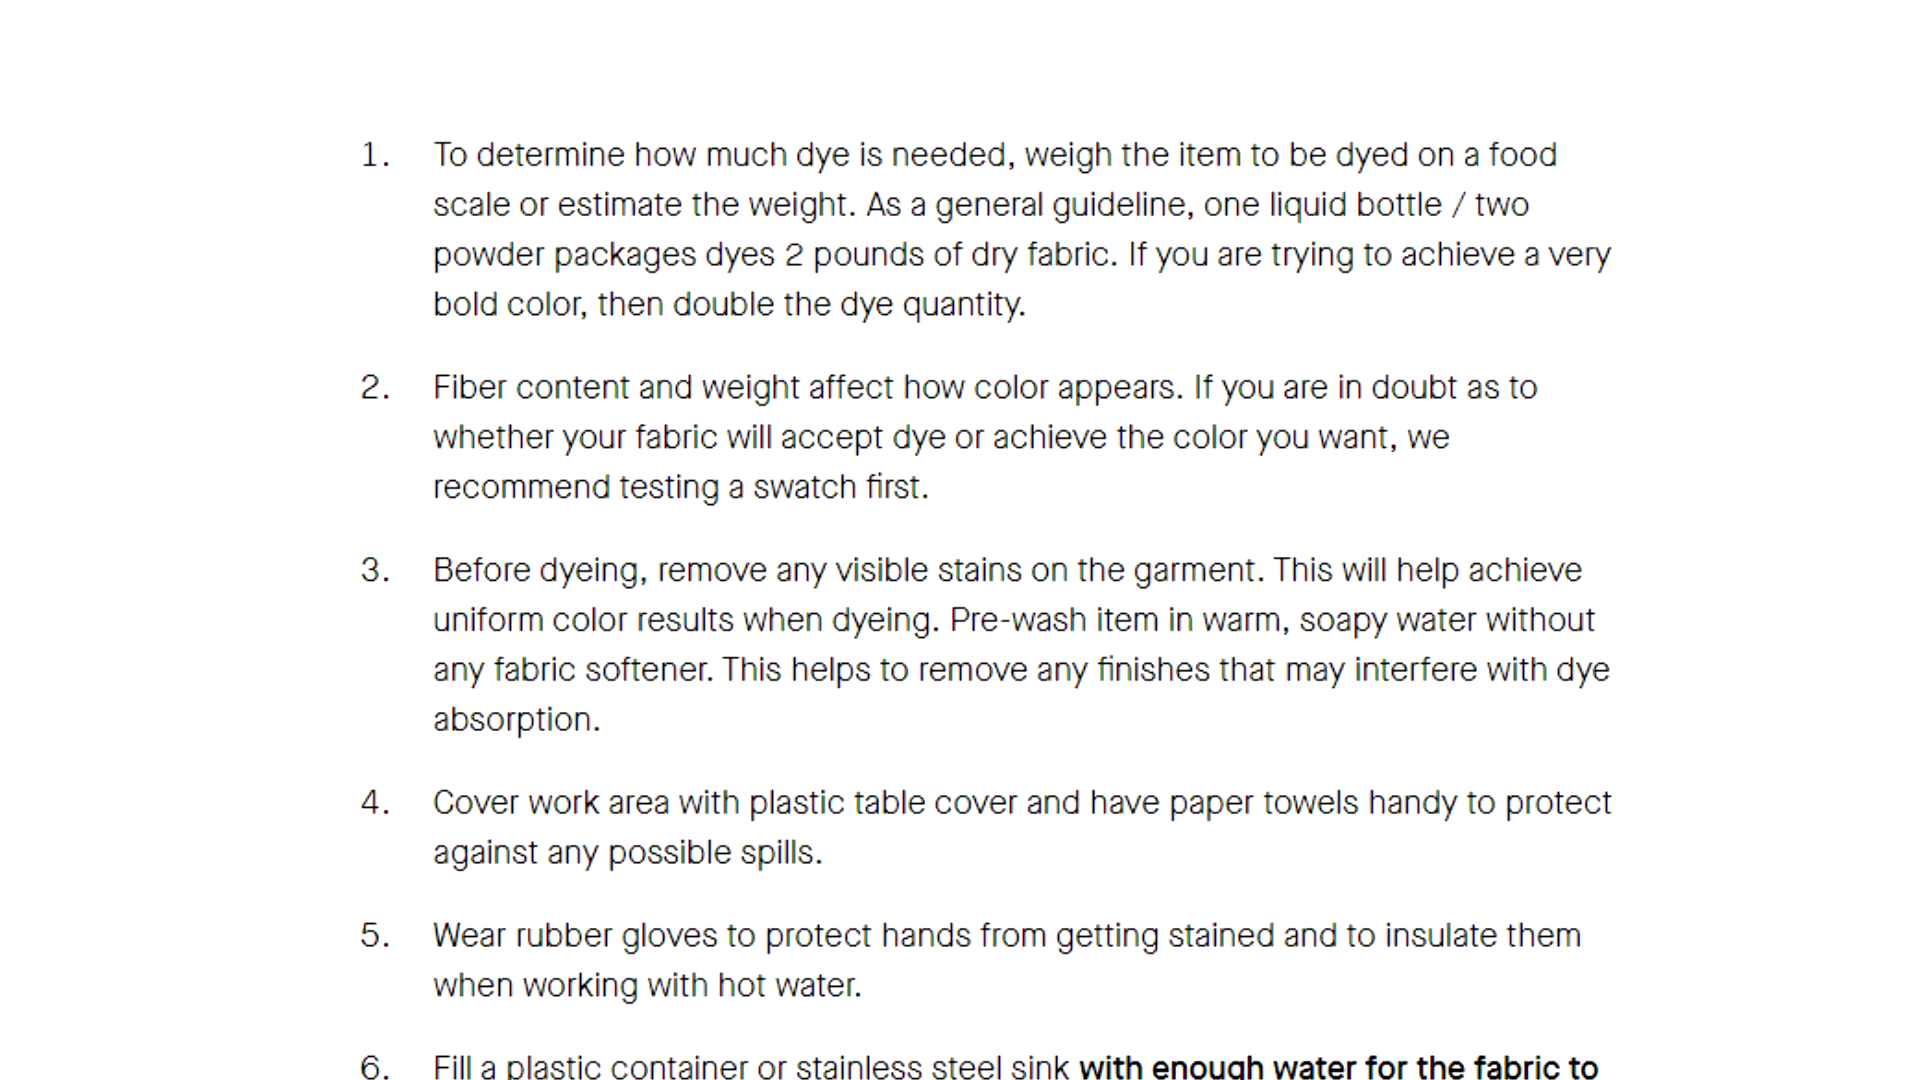 1. To determine how much dye is needed, weigh the item to be dyed on a food
scale or estimate the weight. As a general guideline, one liquid bottle / two
powder packages dyes 2 pounds of dry fabric. If you are trying to achieve a very
bold color, then double the dye quantity.
2. Fiber content and weight affect how color appears. If you are in doubt as to
whether your fabric will accept dye or achieve the color you want, we
recommend testing a swatch first.
3. Before dyeing, remove any visible stains on the garment. This will help achieve
uniform color results when dyeing. Pre-wash item in warm, soapy water without
any fabric softener. This helps to remove any finishes that may interfere with dye
absorption.
4. Cover work area with plastic table cover and have paper towels handy to protect
against any possible spills.
5. Wear rubber gloves to protect hands from getting stained and to insulate them
when working with hot water.
6. Fill a plastic container or stainless steel sink with enough water for the fabric to